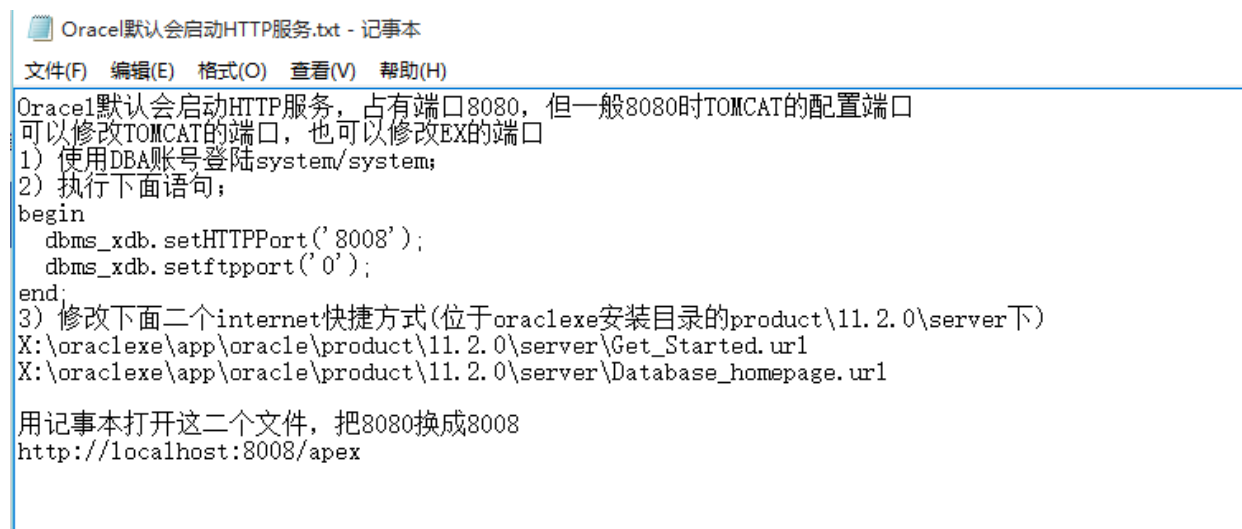 Oracel默认会启动HTTP服务.txt - 记事本
文件(F) 编辑(E) 格式(O) 查看(V) 帮助(H)
Oracel默认会启动HTTP服务，占有端口8080，但一般8080时TOMCAT的配置端口
可以修改TOMCAT的端口，也可以修改EX的端口
1）使用DBA账号登陆system/system;
2）执行下面语句；
begin
  dbms_xdb.setHTTPPort('8008');
  dbms_xdb.setftpport('0');
end;
3）修改下面二个internet快捷方式(位于oraclexe安装目录的product\11.2.0\server下)
X:\oraclexe\app\oracle\product\11.2.0\server\Get_Started.url
X:\oraclexe\app\oracle\product\11.2.0\server\Database_homepage.url
用记事本打开这二个文件，把8080换成8008
http://localhost:8008/apex